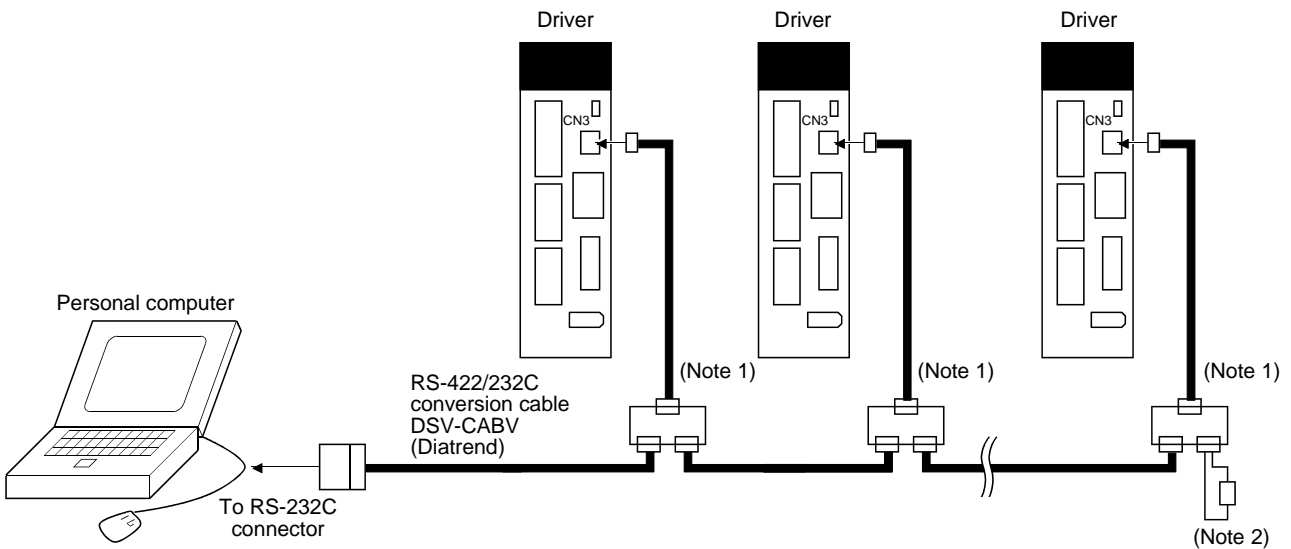 Driver
Driver
Driver
CN3
CN3
CN3
Personal computer
(Note 1)
(Note 1)
(Note 1)
RS-422/232C
conversion cable
DSV-CABV
(Diatrend)
To RS-232C
connector
(Note 2)